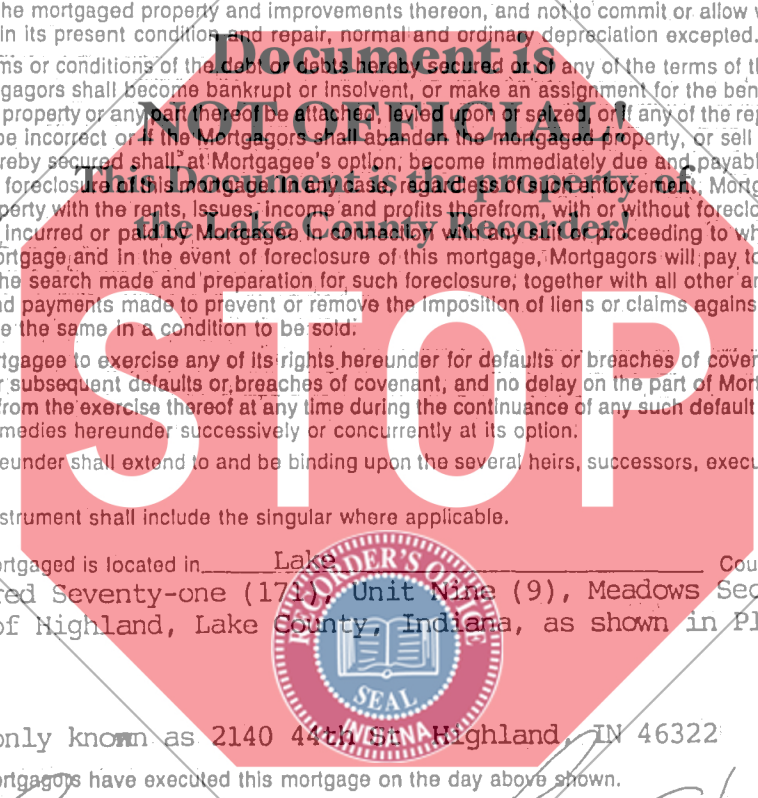 he mortgaged property and improvements thereon, and not to commit or allow w
in its present condition and repair, normal and ordinary depreciation excepted.
Document is
ms or conditions of the debt or debts hereby secured or of any of the terms of th
gagors shall become bankrupt or insolvent, or make an assignment for the ben
NOT OFFICIAL!
property or any part thereof be attached, levied upon or seized, or if any of the rep
be incorrect or if the Mortgagors shall abandon the mortgaged property, or sell
reby secured shall, at Mortgagee's option, become immediately due and payabl
This Document is the property of
foreclosure of this mortgage. In any case, regardless of such enforcement, Mortg
perty with the rents, issues, income and profits therefrom, with or without foreclo
the Lake County Recorder!
incurred or paid by Mortgagee in connection with any suit or proceeding to wh
rtgage and in the event of foreclosure of this mortgage, Mortgagors will pay to
he search made and preparation for such foreclosure, together with all other an
nd payments made to prevent or remove the imposition of liens or claims agains
e the same in a condition to be sold.
STOP
rtgagee to exercise any of its rights hereunder for defaults or breaches of coven
r subsequent defaults or breaches of covenant, and no delay on the part of Mort
from the exercise thereof at any time during the continuance of any such default
medies hereunder successively or concurrently at its option.
eunder shall extend to and be binding upon the several heirs, successors, execu
strument shall include the singular where applicable.
ortgaged is located in Lake Cou
red Seventy-one (171), Unit Nine (9), Meadows Sec
of Highland, Lake County, Indiana, as shown in Pl
RECORDER'S OFFICE
SEAL
INDIANA
only known as 2140 44th St Highland, IN 46322
ortgagors have executed this mortgage on the day above shown.